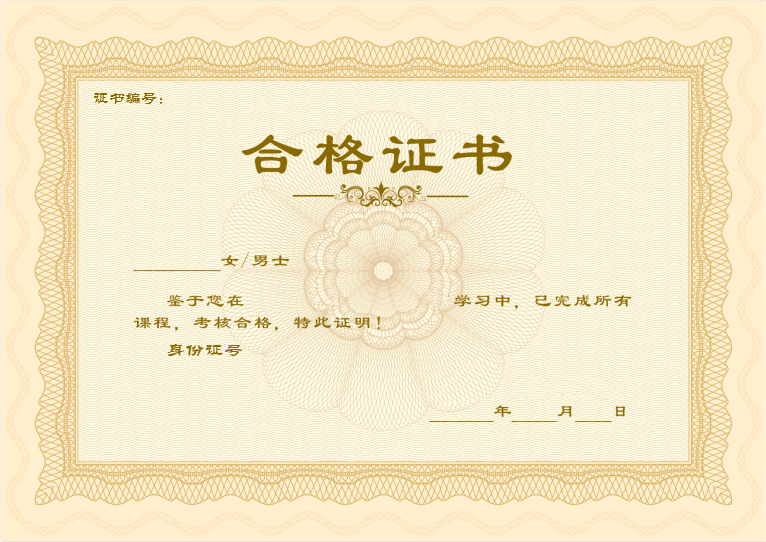 证书编号：
合格证书
__________女/男士
鉴于您在 学习中，已完成所有
课程，考核合格，特此证明！
身份证号
_______年_____月____日